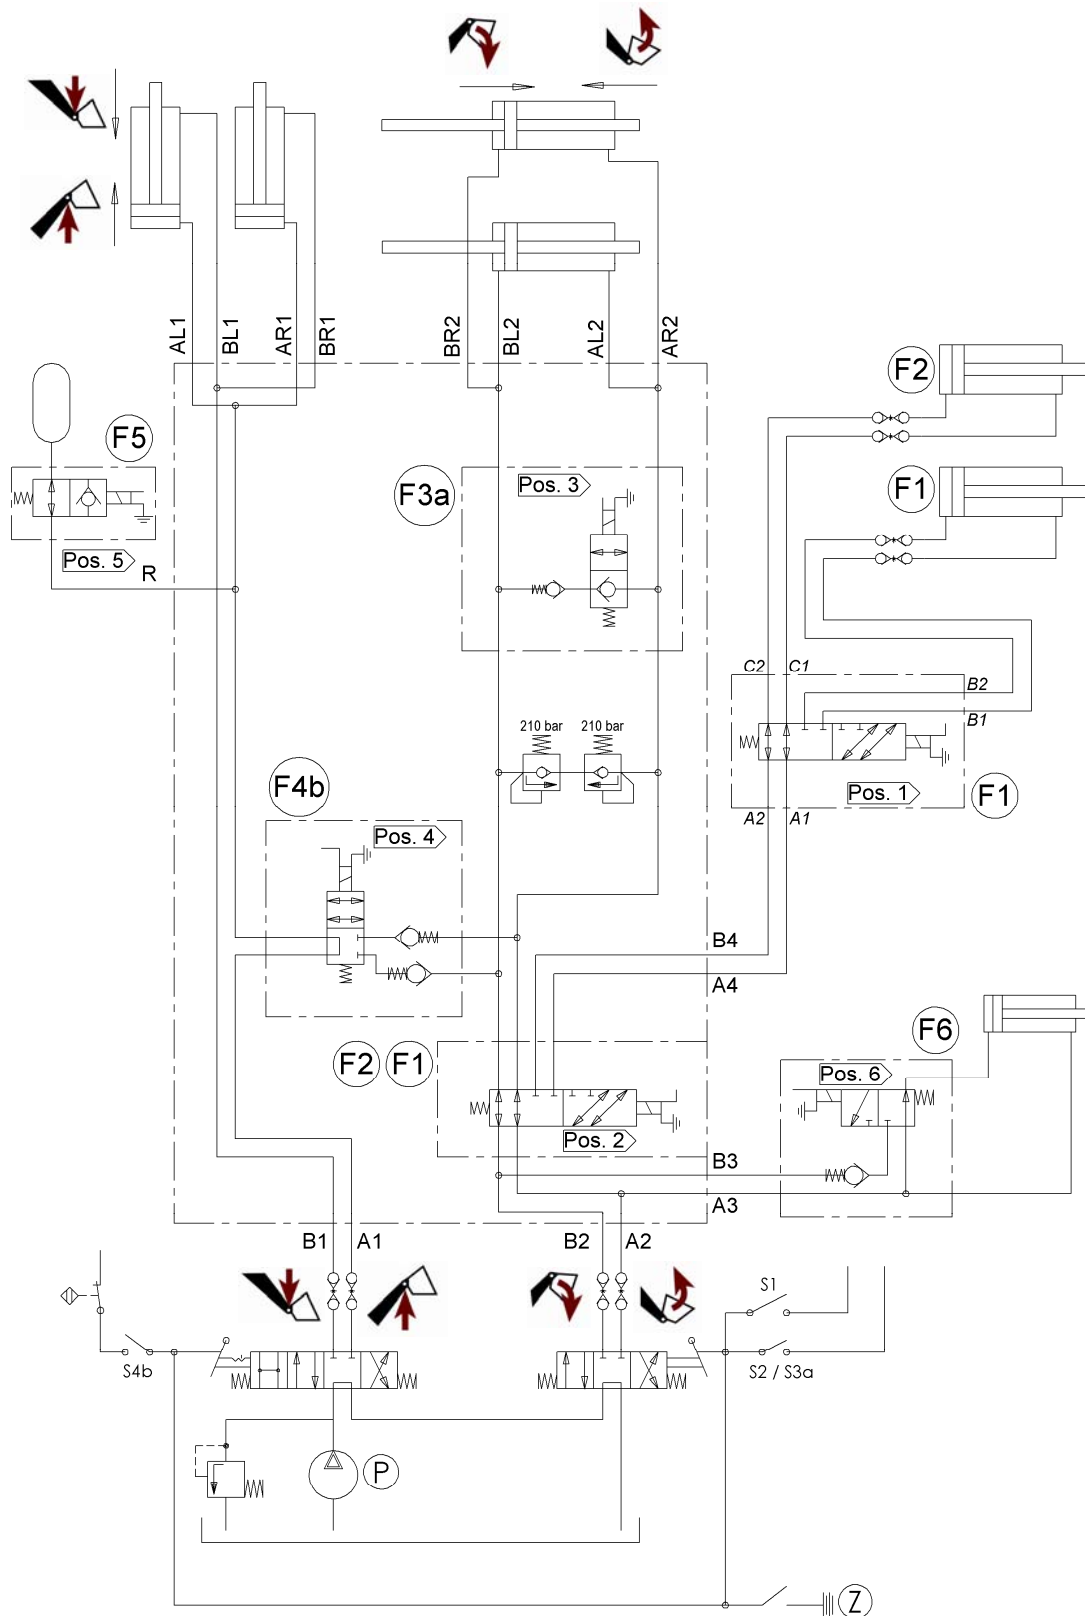 AL1
BL1
AR1
BR1
BR2
BL2
AL2
AR2
F2
F5
F3a
Pos. 3
F1
Pos. 5
R
C2
C1
B2
B1
210 bar
210 bar
F4b
Pos. 1
F1
A2
A1
Pos. 4
B4
A4
F6
F2
F1
Pos. 6
Pos. 2
B3
A3
B1
A1
B2
A2
S1
S4b
S2 / S3a
P
Z